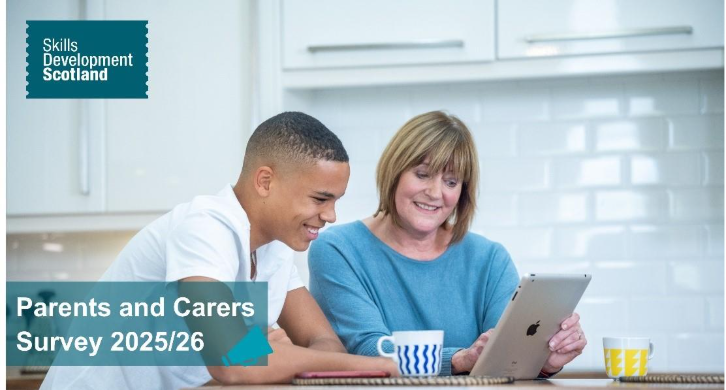 Skills
Development
Scotland
Parents and Carers
Survey 2025/26